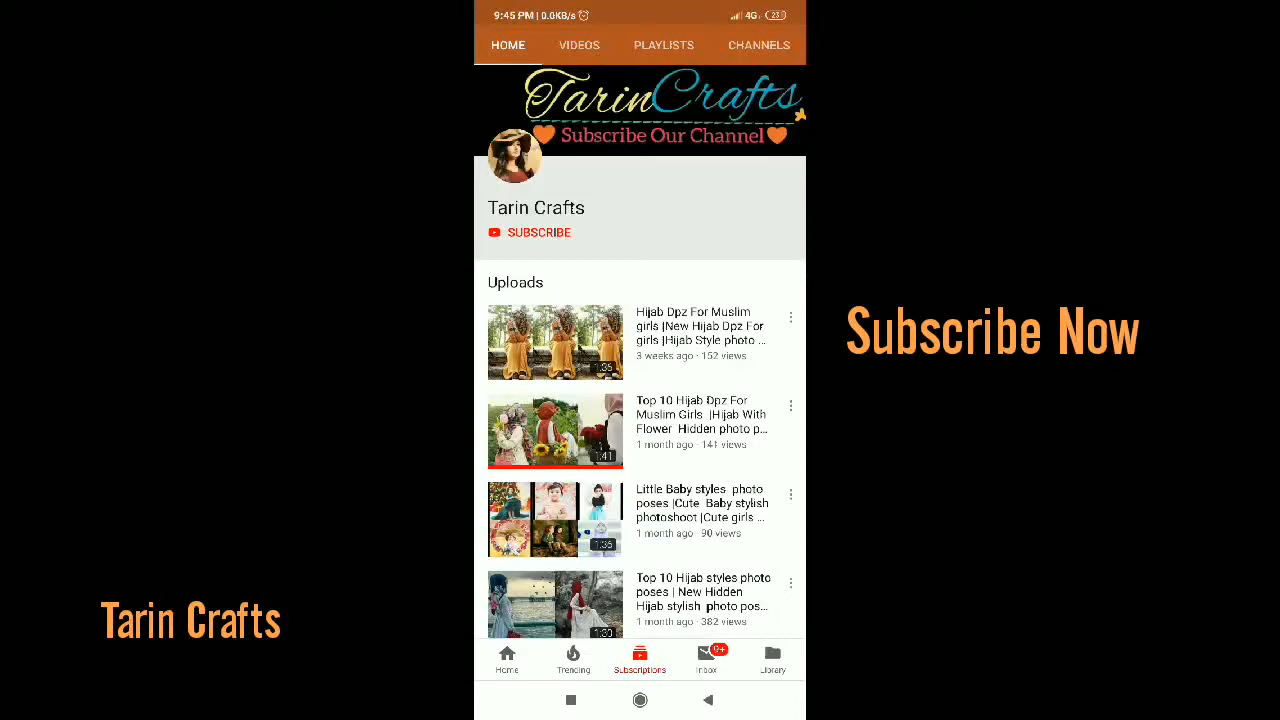 9:45 PM | 0.0KB/s
4G
23
HOME VIDEOS PLAYLISTS CHANNELS
TarinCrafts
Subscribe Our Channel
Tarin Crafts
SUBSCRIBE
Uploads
Hijab Dpz For Muslim
girls |New Hijab Dpz For
girls |Hijab Style photo ...
3 weeks ago · 152 views
1:36
Top 10 Hijab Dpz For
Muslim Girls |Hijab With
Flower Hidden photo p...
1 month ago · 141 views
1:41
Little Baby styles photo
poses |Cute Baby stylish
photoshoot |Cute girls ...
1 month ago · 90 views
1:36
Top 10 Hijab styles photo
poses | New Hidden
Hijab stylish photo pos...
1 month ago · 382 views
1:30
Home Trending Subscriptions Inbox Library
9+
Subscribe Now
Tarin Crafts